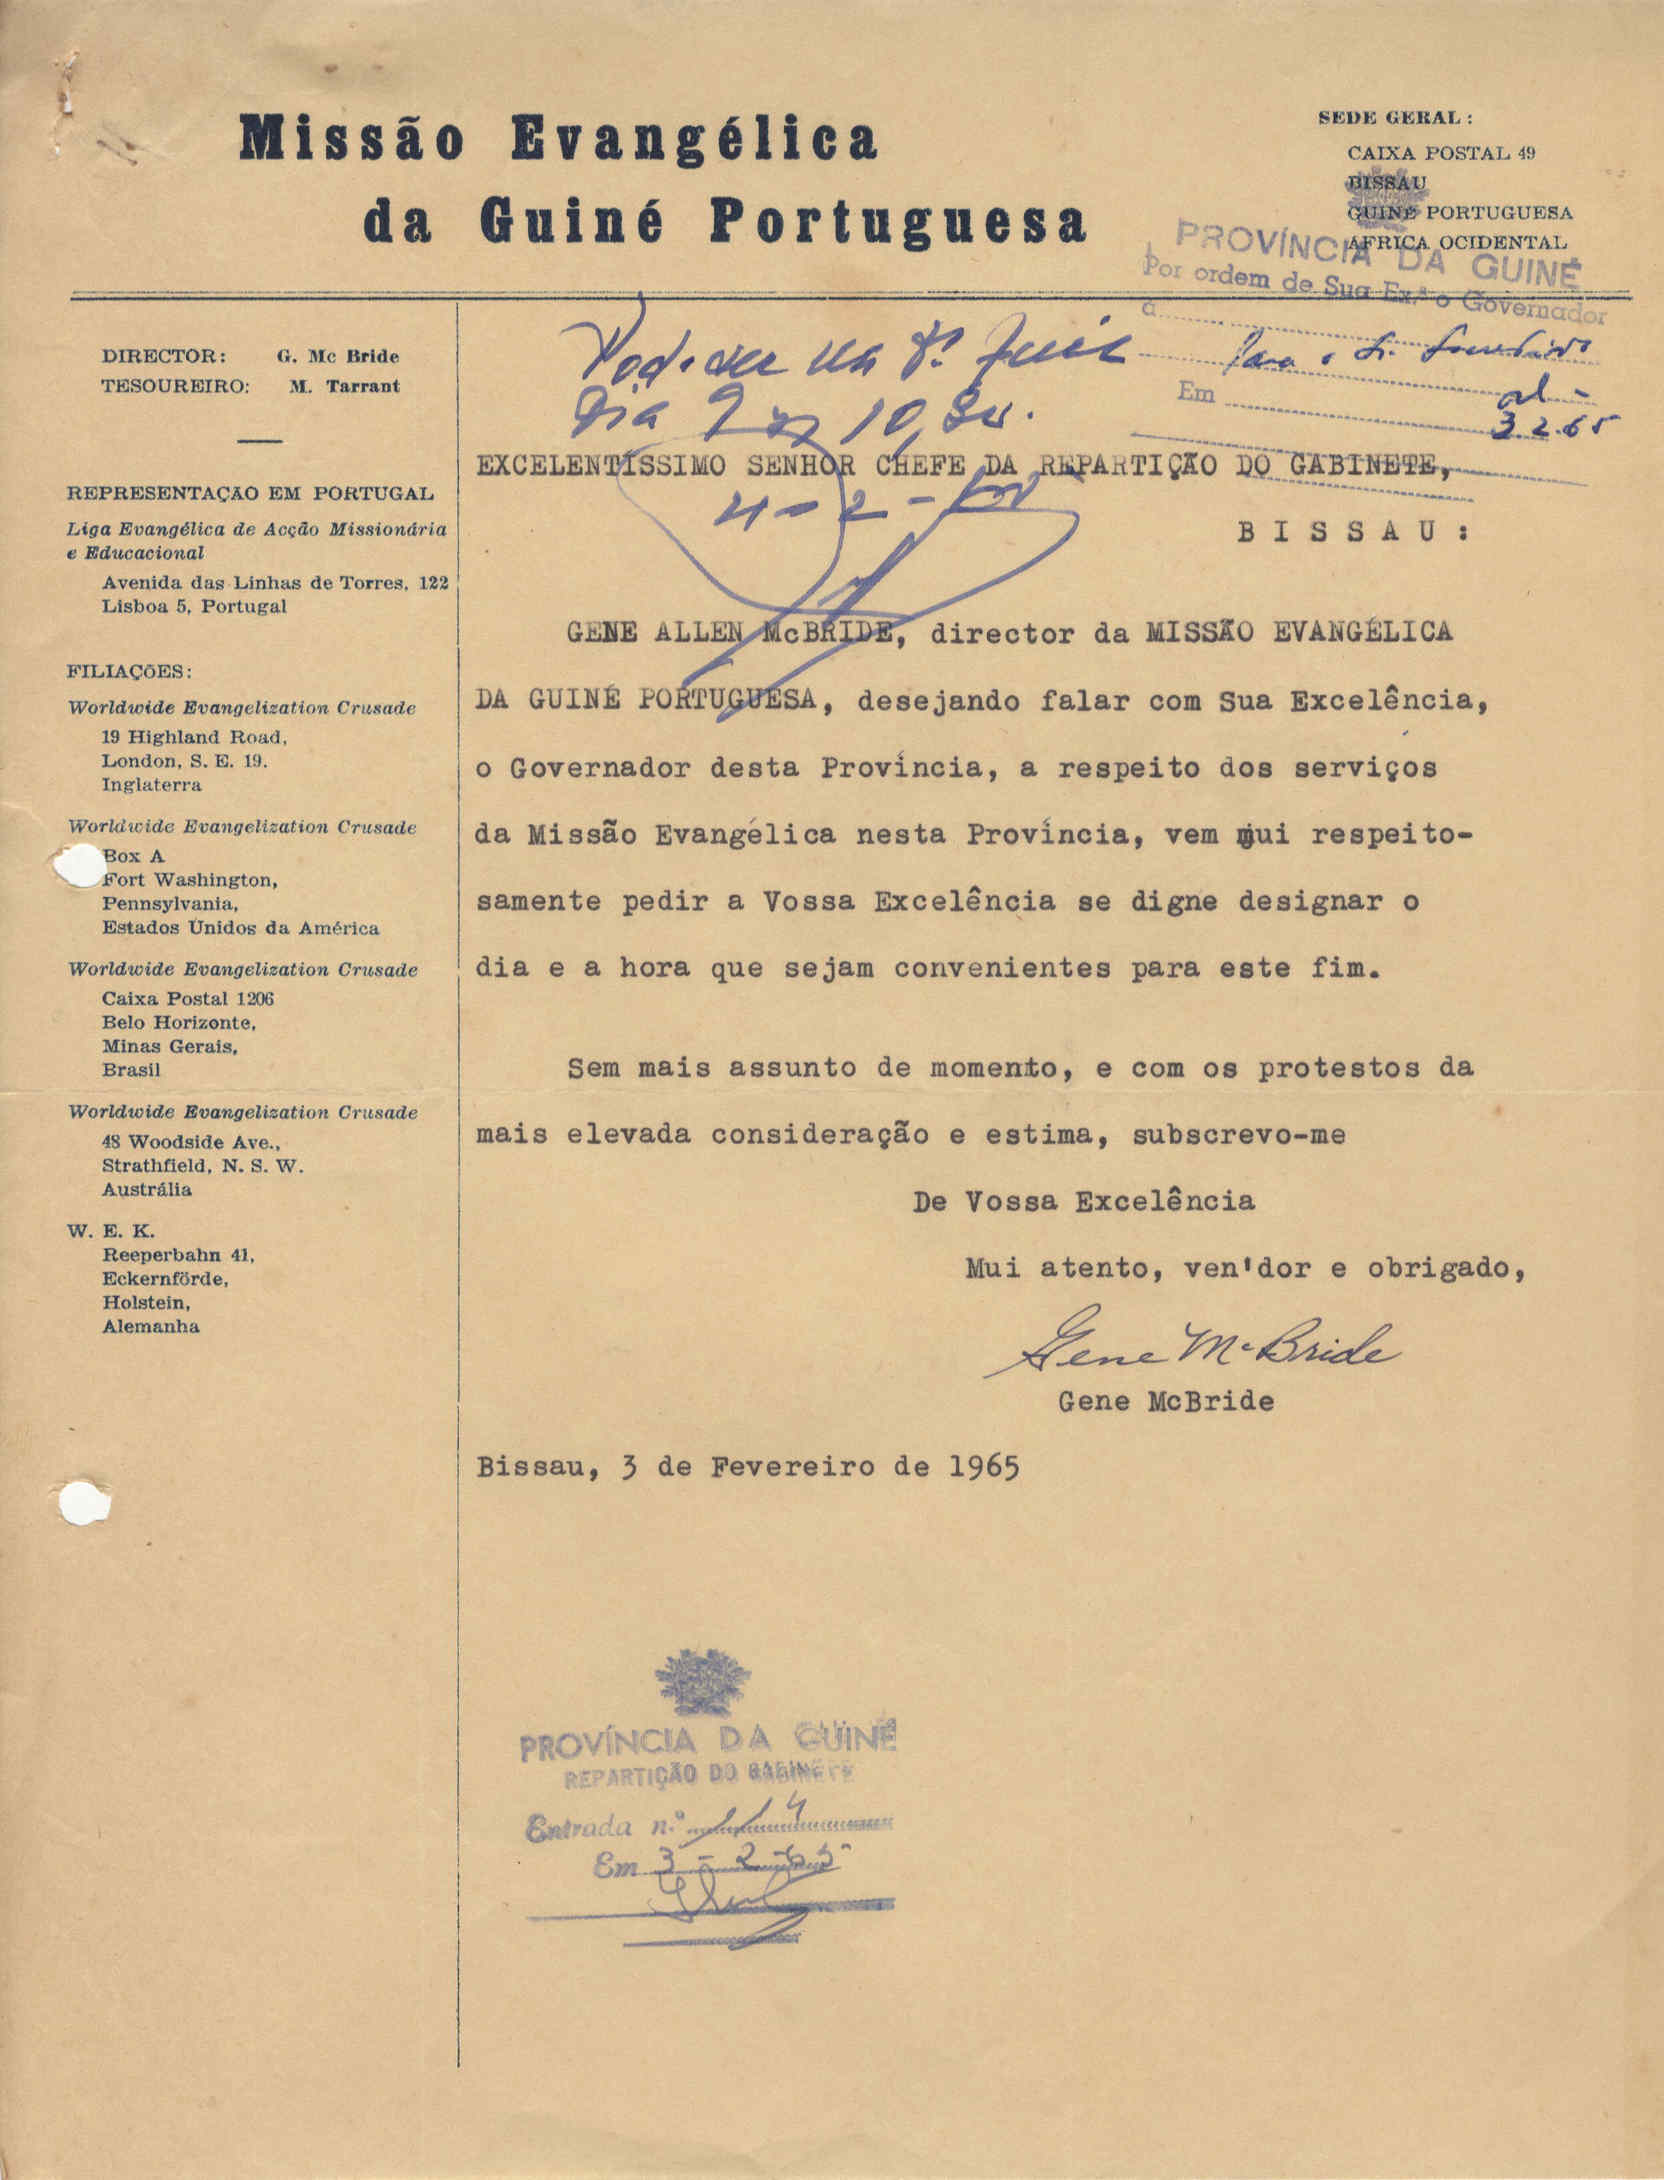 Missão Evangélica
da Guiné Portuguesa
SEDE GERAL :
CAIXA POSTAL 49
BISSAU
GUINÉ PORTUGUESA
ÁFRICA OCIDENTAL
PROVÍNCIA DA GUINÉ
Por ordem de Sua Ex.ª o Governador
à
Em
3.2.65
Pode ser na
Dia 9 10
4-2-
DIRECTOR: G. Mc Bride
TESOUREIRO: M. Tarrant
REPRESENTAÇÃO EM PORTUGAL
Liga Evangélica de Acção Missionária
e Educacional
Avenida das Linhas de Torres, 122
Lisboa 5, Portugal
FILIAÇÕES:
Worldwide Evangelization Crusade
19 Highland Road,
London, S. E. 19.
Inglaterra
Worldwide Evangelization Crusade
Box A
Fort Washington,
Pennsylvania,
Estados Unidos da América
Worldwide Evangelization Crusade
Caixa Postal 1206
Belo Horizonte,
Minas Gerais,
Brasil
Worldwide Evangelization Crusade
48 Woodside Ave.,
Strathfield, N. S. W.
Austrália
W. E. K.
Reeperbahn 41,
Eckernförde,
Holstein,
Alemanha
EXCELENTÍSSIMO SENHOR CHEFE DA REPARTIÇÃO DO GABINETE,
B I S S A U :
GENE ALLEN McBRIDE, director da MISSÃO EVANGÉLICA
DA GUINÉ PORTUGUESA, desejando falar com Sua Excelência,
o Governador desta Província, a respeito dos serviços
da Missão Evangélica nesta Província, vem mui respeito-
samente pedir a Vossa Excelência se digne designar o
dia e a hora que sejam convenientes para este fim.
Sem mais assunto de momento, e com os protestos da
mais elevada consideração e estima, subscrevo-me
De Vossa Excelência
Mui atento, ven'dor e obrigado,
Gene McBride
Gene McBride
Bissau, 3 de Fevereiro de 1965
PROVÍNCIA DA GUINÉ
REPARTIÇÃO DO GABINETE
Entrada n.º 114
Em 3-2-65